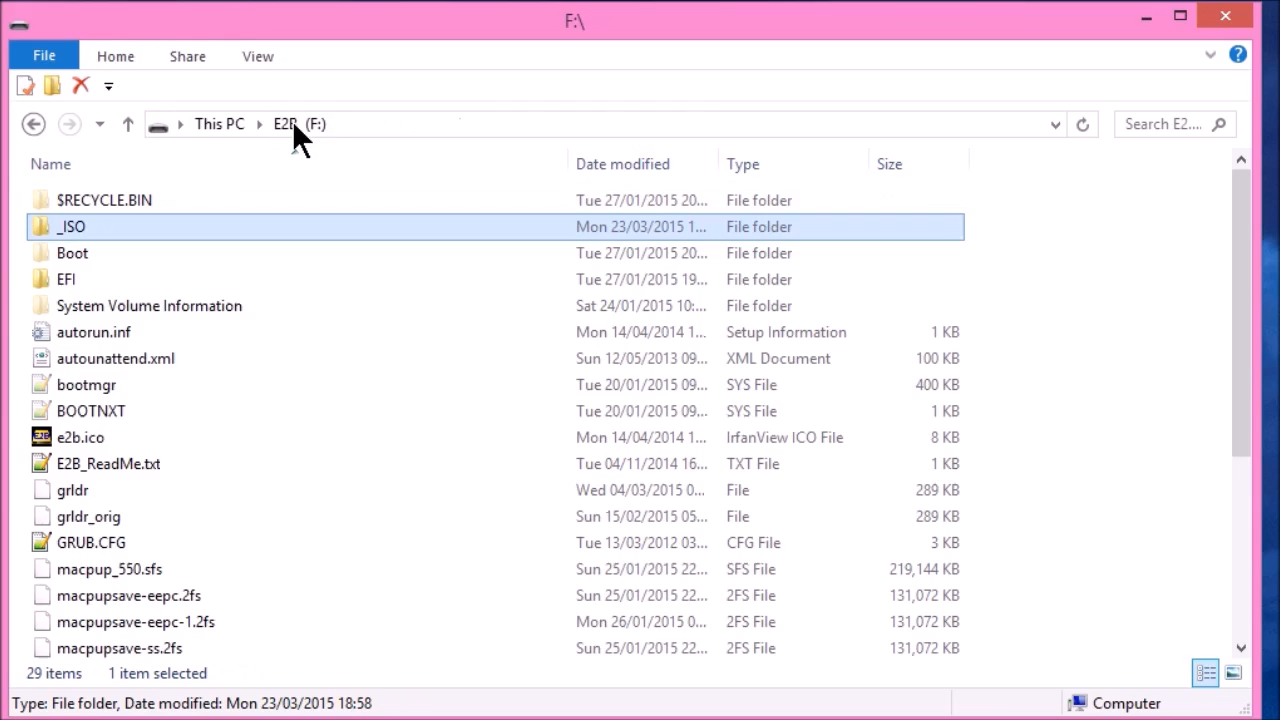 F:\
File Home Share View
This PC E2B (F:) Search E2....
Name Date modified Type Size
$RECYCLE.BIN Tue 27/01/2015 20... File folder
_ISO Mon 23/03/2015 1... File folder
Boot Tue 27/01/2015 20... File folder
EFI Tue 27/01/2015 19... File folder
System Volume Information Sat 24/01/2015 10:... File folder
autorun.inf Mon 14/04/2014 1... Setup Information 1 KB
autounattend.xml Sun 12/05/2013 09... XML Document 100 KB
bootmgr Tue 20/01/2015 09... SYS File 400 KB
BOOTNXT Tue 20/01/2015 09... SYS File 1 KB
e2b.ico Mon 14/04/2014 1... IrfanView ICO File 8 KB
E2B_ReadMe.txt Tue 04/11/2014 16... TXT File 1 KB
grldr Wed 04/03/2015 0... File 289 KB
grldr_orig Sun 15/02/2015 05... File 289 KB
GRUB.CFG Tue 13/03/2012 03... CFG File 3 KB
macpup_550.sfs Sun 25/01/2015 22... SFS File 219,144 KB
macpupsave-eepc.2fs Sun 25/01/2015 22... 2FS File 131,072 KB
macpupsave-eepc-1.2fs Mon 26/01/2015 0... 2FS File 131,072 KB
macpupsave-ss.2fs Sun 25/01/2015 22... 2FS File 131,072 KB
29 items 1 item selected
Type: File folder, Date modified: Mon 23/03/2015 18:58 Computer